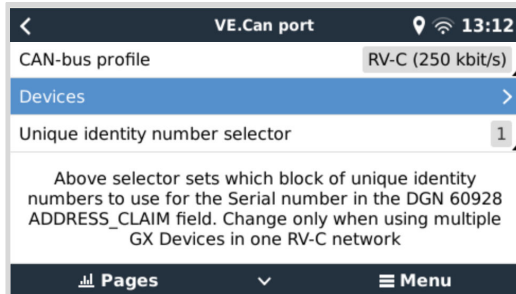 VE.Can port 13:12
CAN-bus profile RV-C (250 kbit/s)
Devices
Unique identity number selector 1
Above selector sets which block of unique identity
numbers to use for the Serial number in the DGN 60928
ADDRESS_CLAIM field. Change only when using multiple
GX Devices in one RV-C network
Pages Menu